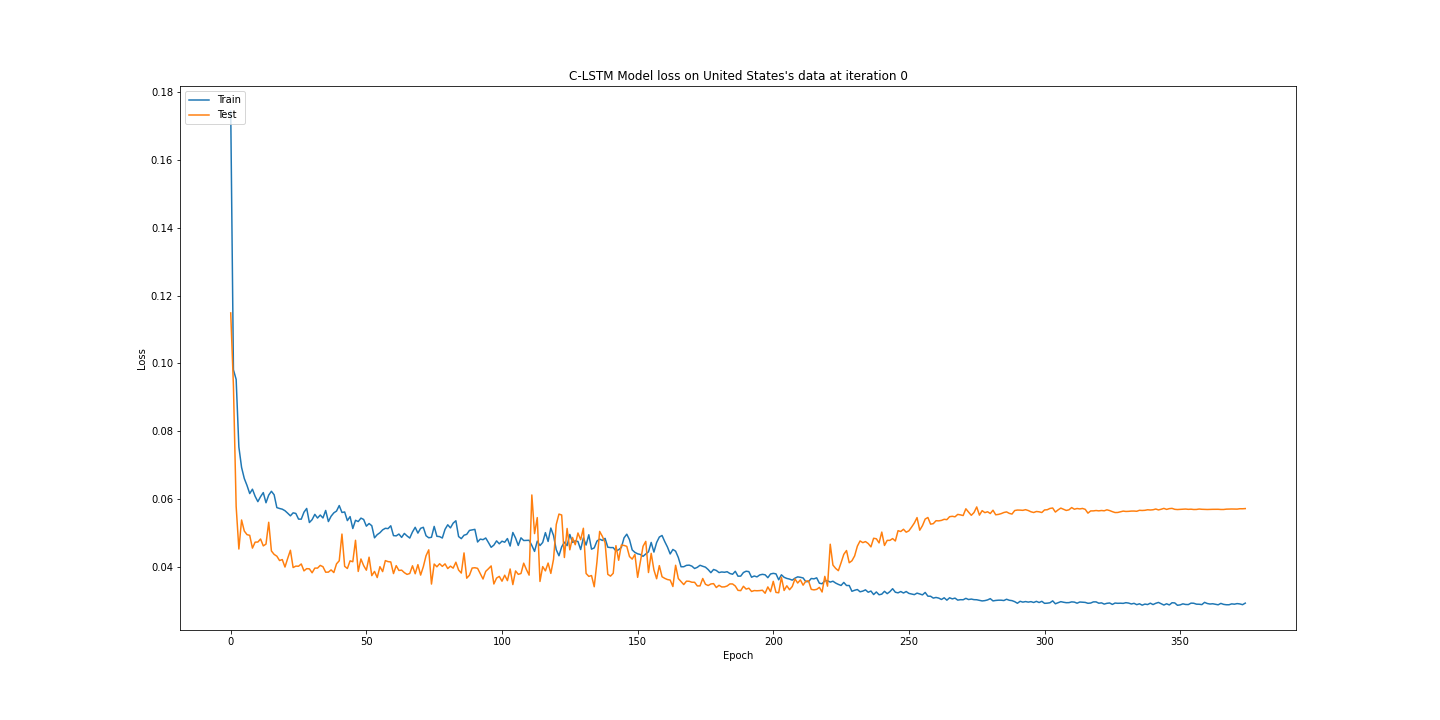 C-LSTM Model loss on United States's data at iteration 0
Train
Test
0.18
0.16
0.14
0.12
0.10
0.08
0.06
0.04
Loss
0 50 100 150 200 250 300 350
Epoch